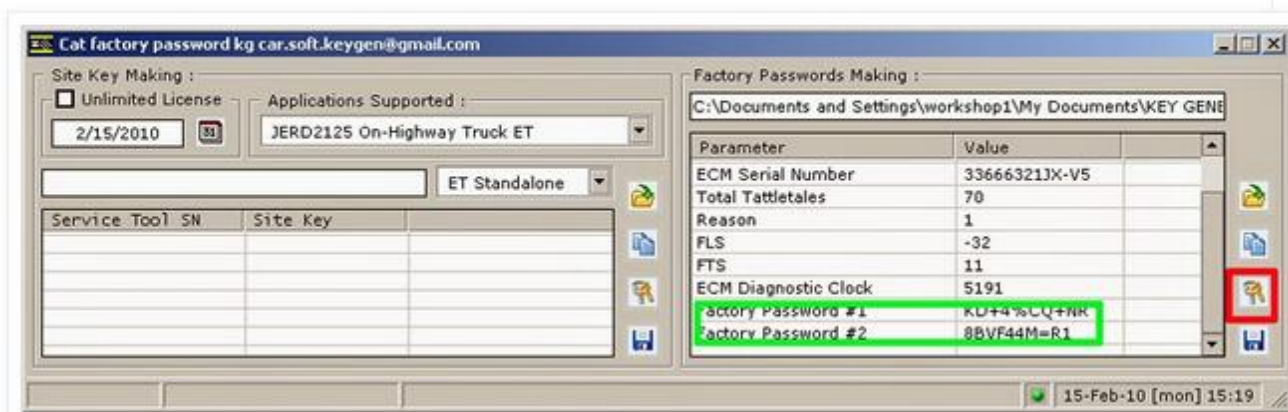 Cat factory password kg car.soft.keygen@gmail.com
Site Key Making :
Unlimited License
2/15/2010
31
Applications Supported :
JERD2125 On-Highway Truck ET
ET Standalone
Service Tool SN Site Key
Factory Passwords Making :
C:\Documents and Settings\workshop1\My Documents\KEY GENE
Parameter Value
ECM Serial Number 33666321JX-V5
Total Tattletales 70
Reason 1
FLS -32
FTS 11
ECM Diagnostic Clock 5191
Factory Password #1 KD+4%CQ+NR
Factory Password #2 8BVF44M=R1
15-Feb-10 [mon] 15:19